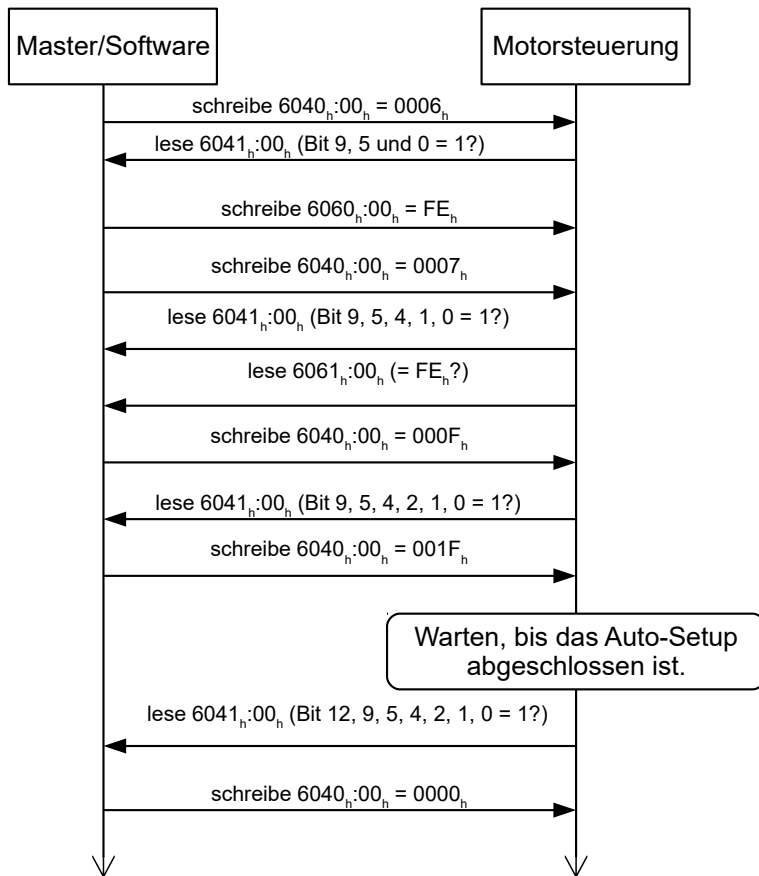 Master/Software
Motorsteuerung
schreibe 6040ₕ:00ₕ = 0006ₕ
lese 6041ₕ:00ₕ (Bit 9, 5 und 0 = 1?)
schreibe 6060ₕ:00ₕ = FEₕ
schreibe 6040ₕ:00ₕ = 0007ₕ
lese 6041ₕ:00ₕ (Bit 9, 5, 4, 1, 0 = 1?)
lese 6061ₕ:00ₕ (= FEₕ?)
schreibe 6040ₕ:00ₕ = 000Fₕ
lese 6041ₕ:00ₕ (Bit 9, 5, 4, 2, 1, 0 = 1?)
schreibe 6040ₕ:00ₕ = 001Fₕ
Warten, bis das Auto-Setup
abgeschlossen ist.
lese 6041ₕ:00ₕ (Bit 12, 9, 5, 4, 2, 1, 0 = 1?)
schreibe 6040ₕ:00ₕ = 0000ₕ